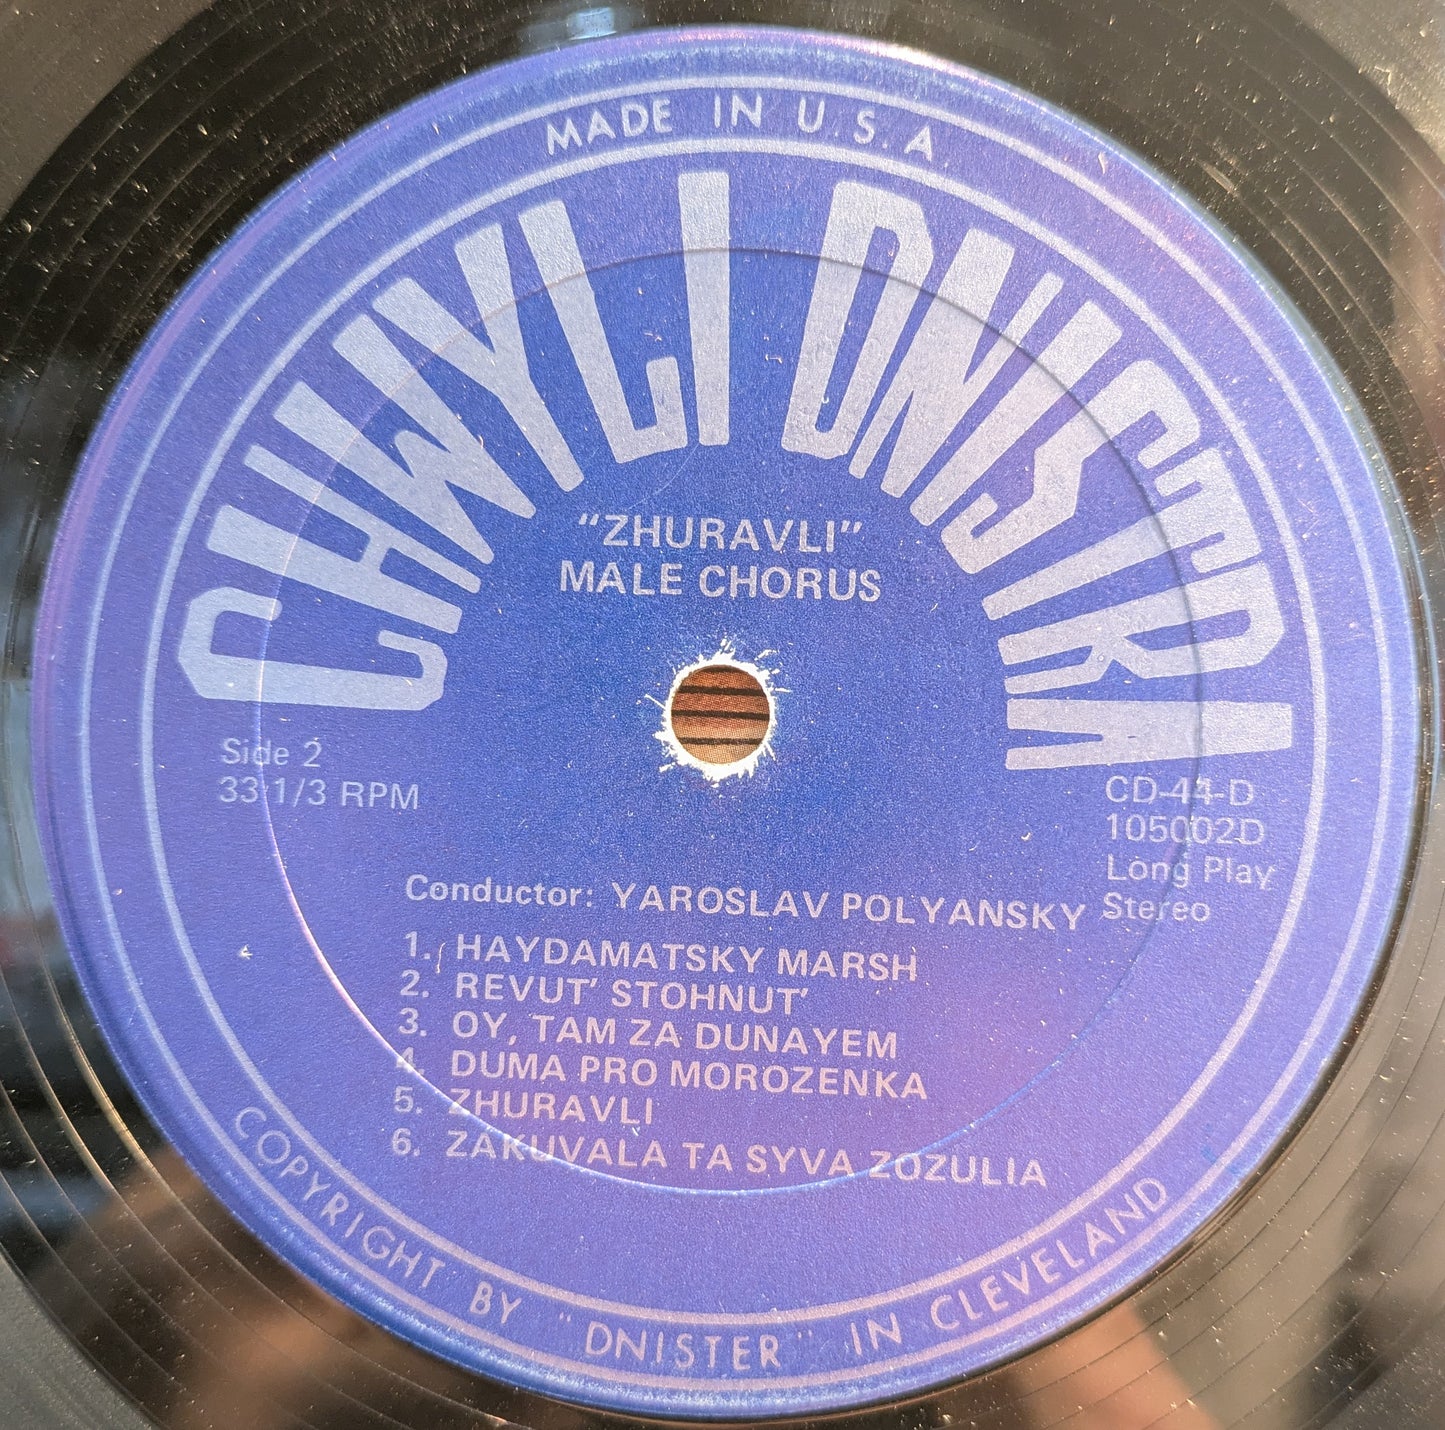 MADE IN U.S.A.
CHWYLI DNISTRA
"ZHURAVLI"
MALE CHORUS
Side 2
33 1/3 RPM
CD-44-D
105002D
Long Play
Stereo
Conductor: YAROSLAV POLYANSKY
1. HAYDAMATSKY MARSH
2. REVUT' STOHNUT'
3. OY, TAM ZA DUNAYEM
4. DUMA PRO MOROZENKA
5. ZHURAVLI
6. ZAKUVALA TA SYVA ZOZULIA
COPYRIGHT BY "DNISTER" IN CLEVELAND